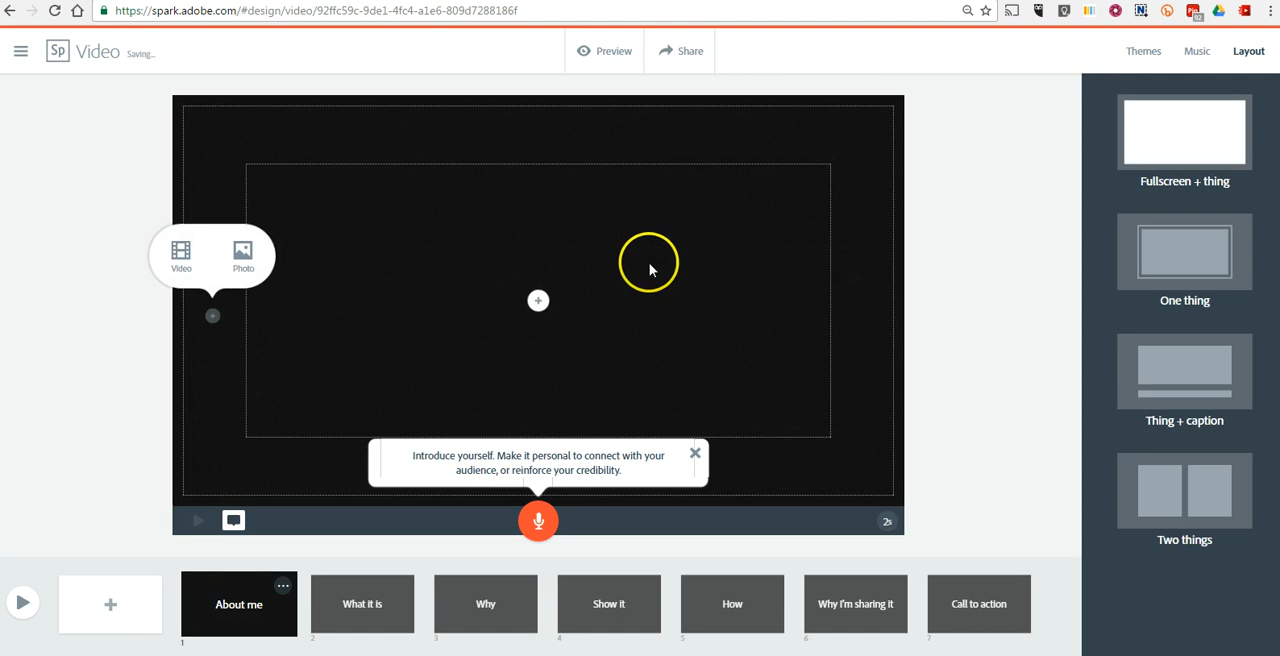 https://spark.adobe.com/#design/video/92ffc59c-9de1-4fc4-a1e6-809d7288186f
92
Sp Video Saving...
Preview
Share
Themes
Music
Layout
Fullscreen + thing
One thing
Thing + caption
Two things
Video
Photo
Introduce yourself. Make it personal to connect with your
audience, or reinforce your credibility.
2s
About me
What it is
Why
Show it
How
Why I'm sharing it
Call to action
1
2
3
4
5
6
7